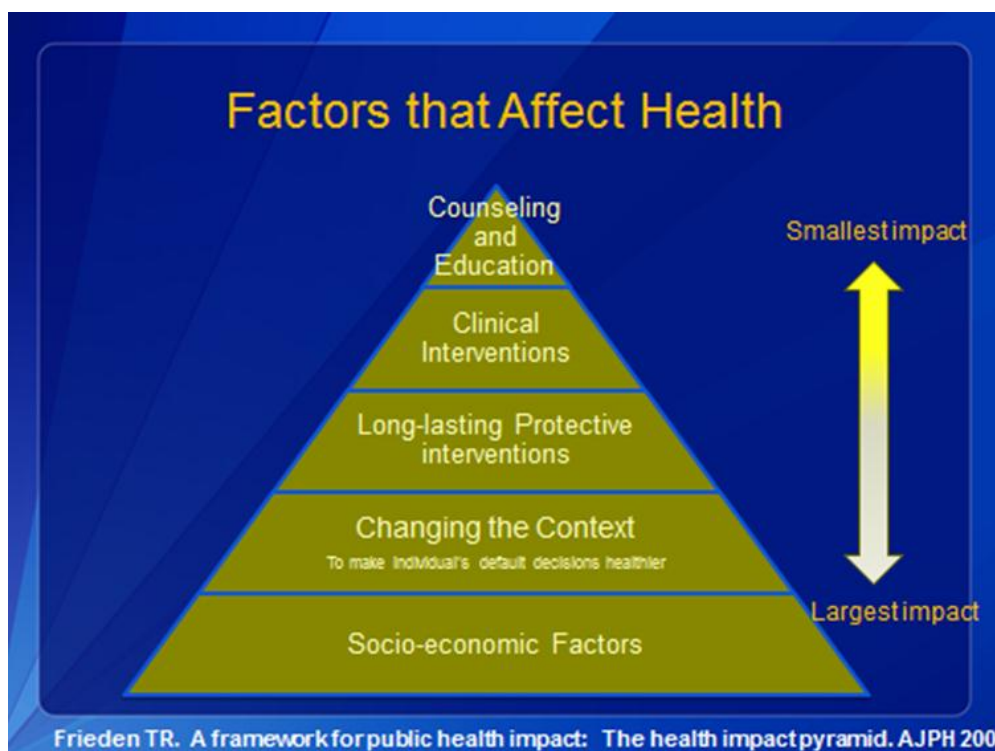 Factors that Affect Health
Counseling
and
Education
Smallest impact
Clinical
Interventions
Long-lasting Protective
interventions
Changing the Context
To make individual's default decisions healthier
Largest impact
Socio-economic Factors
Frieden TR. A framework for public health impact: The health impact pyramid. AJPH 200